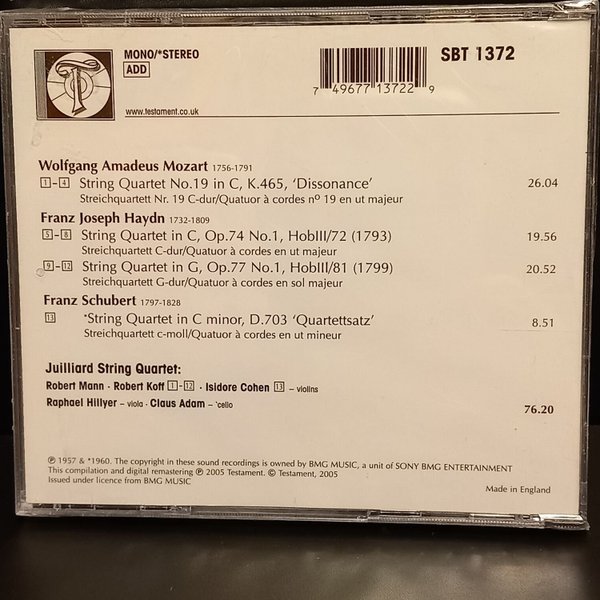 MONO/*STEREO
ADD
www.testament.co.uk
SBT 1372
7 49677 13722 9
Wolfgang Amadeus Mozart 1756-1791
1-4 String Quartet No.19 in C, K.465, ‘Dissonance’ 26.04
Streichquartett Nr. 19 C-dur/Quatuor à cordes nº 19 en ut majeur
Franz Joseph Haydn 1732-1809
5-8 String Quartet in C, Op.74 No.1, HobIII/72 (1793) 19.56
Streichquartett C-dur/Quatuor à cordes en ut majeur
9-12 String Quartet in G, Op.77 No.1, HobIII/81 (1799) 20.52
Streichquartett G-dur/Quatuor à cordes en sol majeur
Franz Schubert 1797-1828
13 *String Quartet in C minor, D.703 ‘Quartettsatz’ 8.51
Streichquartett c-moll/Quatuor à cordes en ut mineur
Juilliard String Quartet:
Robert Mann · Robert Koff 1-12 · Isidore Cohen 13 – violins
Raphael Hillyer – viola · Claus Adam – ‘cello
76.20
℗ 1957 & *1960. The copyright in these sound recordings is owned by BMG MUSIC, a unit of SONY BMG ENTERTAINMENT
This compilation and digital remastering ℗ 2005 Testament. © Testament, 2005
Issued under licence from BMG MUSIC
Made in England